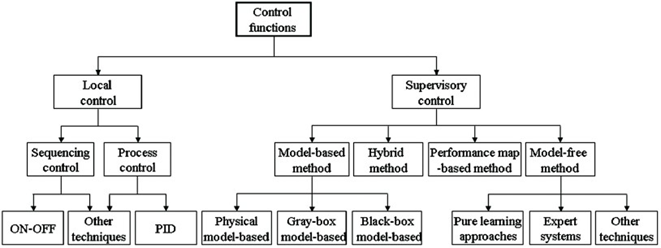 Control
functions
Local
control
Supervisory
control
Sequencing
control
Process
control
Model-based
method
Hybrid
method
Performance map
-based method
Model-free
method
ON-OFF
Other
techniques
PID
Physical
model-based
Gray-box
model-based
Black-box
model-based
Pure learning
approaches
Expert
systems
Other
techniques